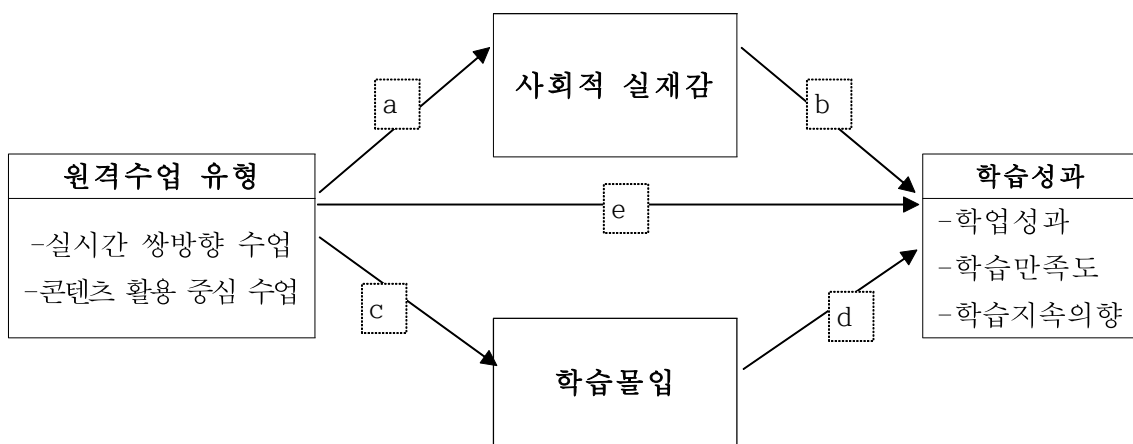 사회적 실재감
a
b
원격수업 유형
-실시간 쌍방향 수업
-콘텐츠 활용 중심 수업
e
학습성과
-학업성과
-학습만족도
-학습지속의향
c
d
학습몰입